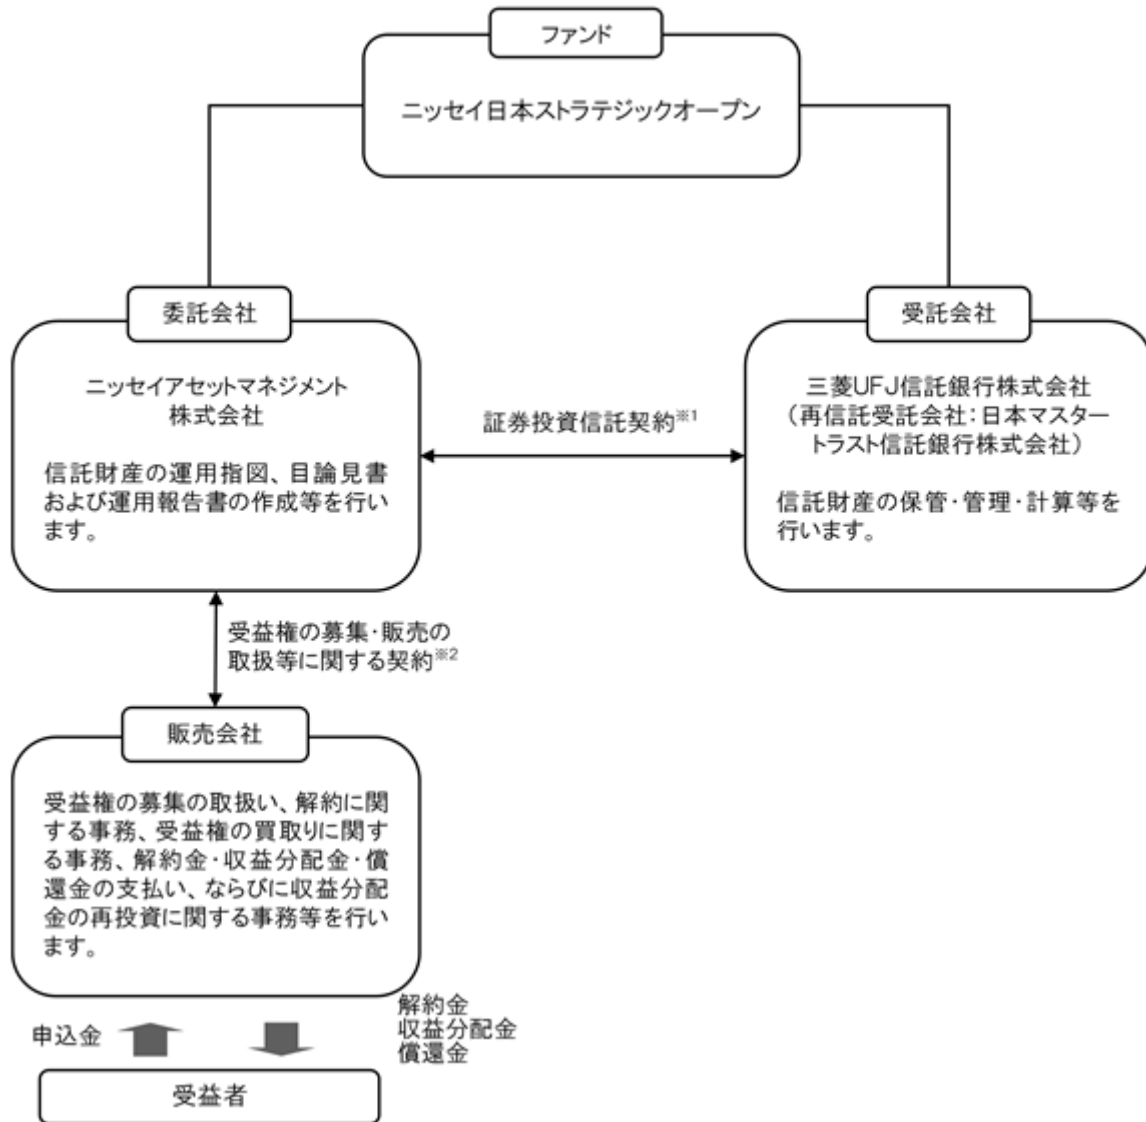 ファンド
ニッセイ日本ストラテジックオープン
委託会社
ニッセイアセットマネジメント
株式会社
信託財産の運用指図、目論見書
および運用報告書の作成等を行い
ます。
証券投資信託契約※1
受託会社
三菱UFJ信託銀行株式会社
（再信託受託会社：日本マスター
トラスト信託銀行株式会社）
信託財産の保管・管理・計算等を
行います。
受益権の募集・販売の
取扱等に関する契約※2
販売会社
受益権の募集の取扱い、解約に関
する事務、受益権の買取りに関す
る事務、解約金・収益分配金・償
還金の支払い、ならびに収益分配
金の再投資に関する事務等を行い
ます。
申込金
解約金
収益分配金
償還金
受益者